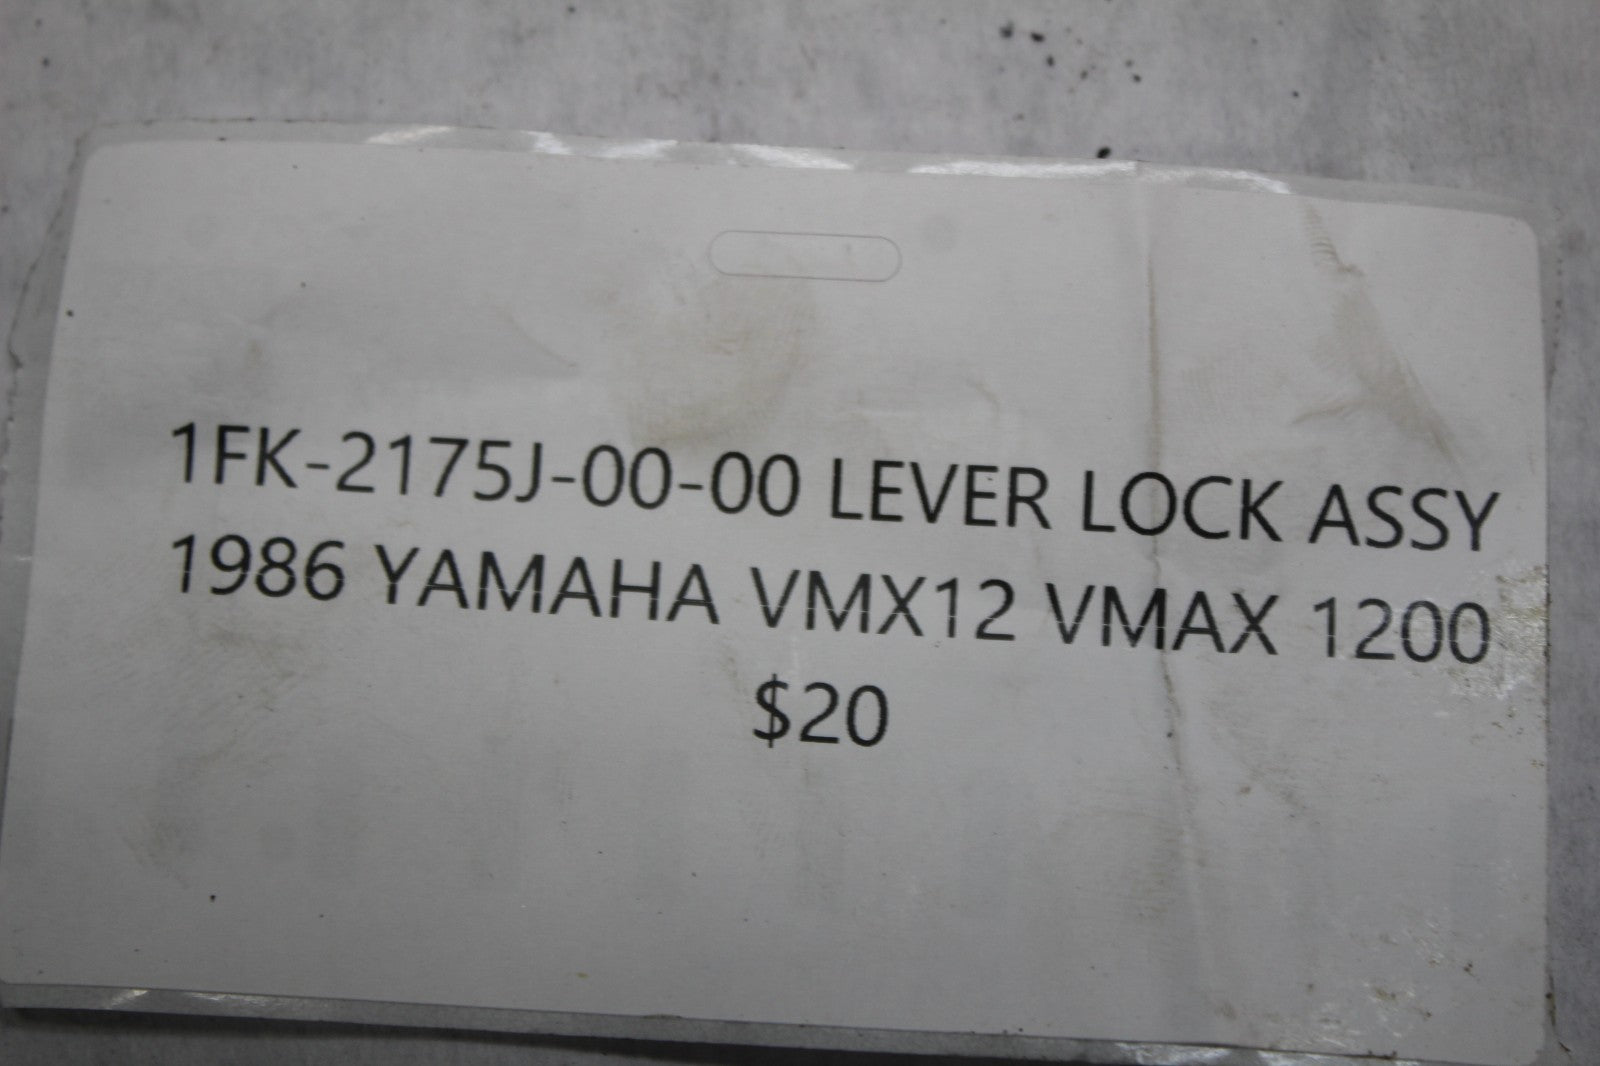 1FK-2175J-00-00 LEVER LOCK ASSY
1986 YAMAHA VMX12 VMAX 1200
$20